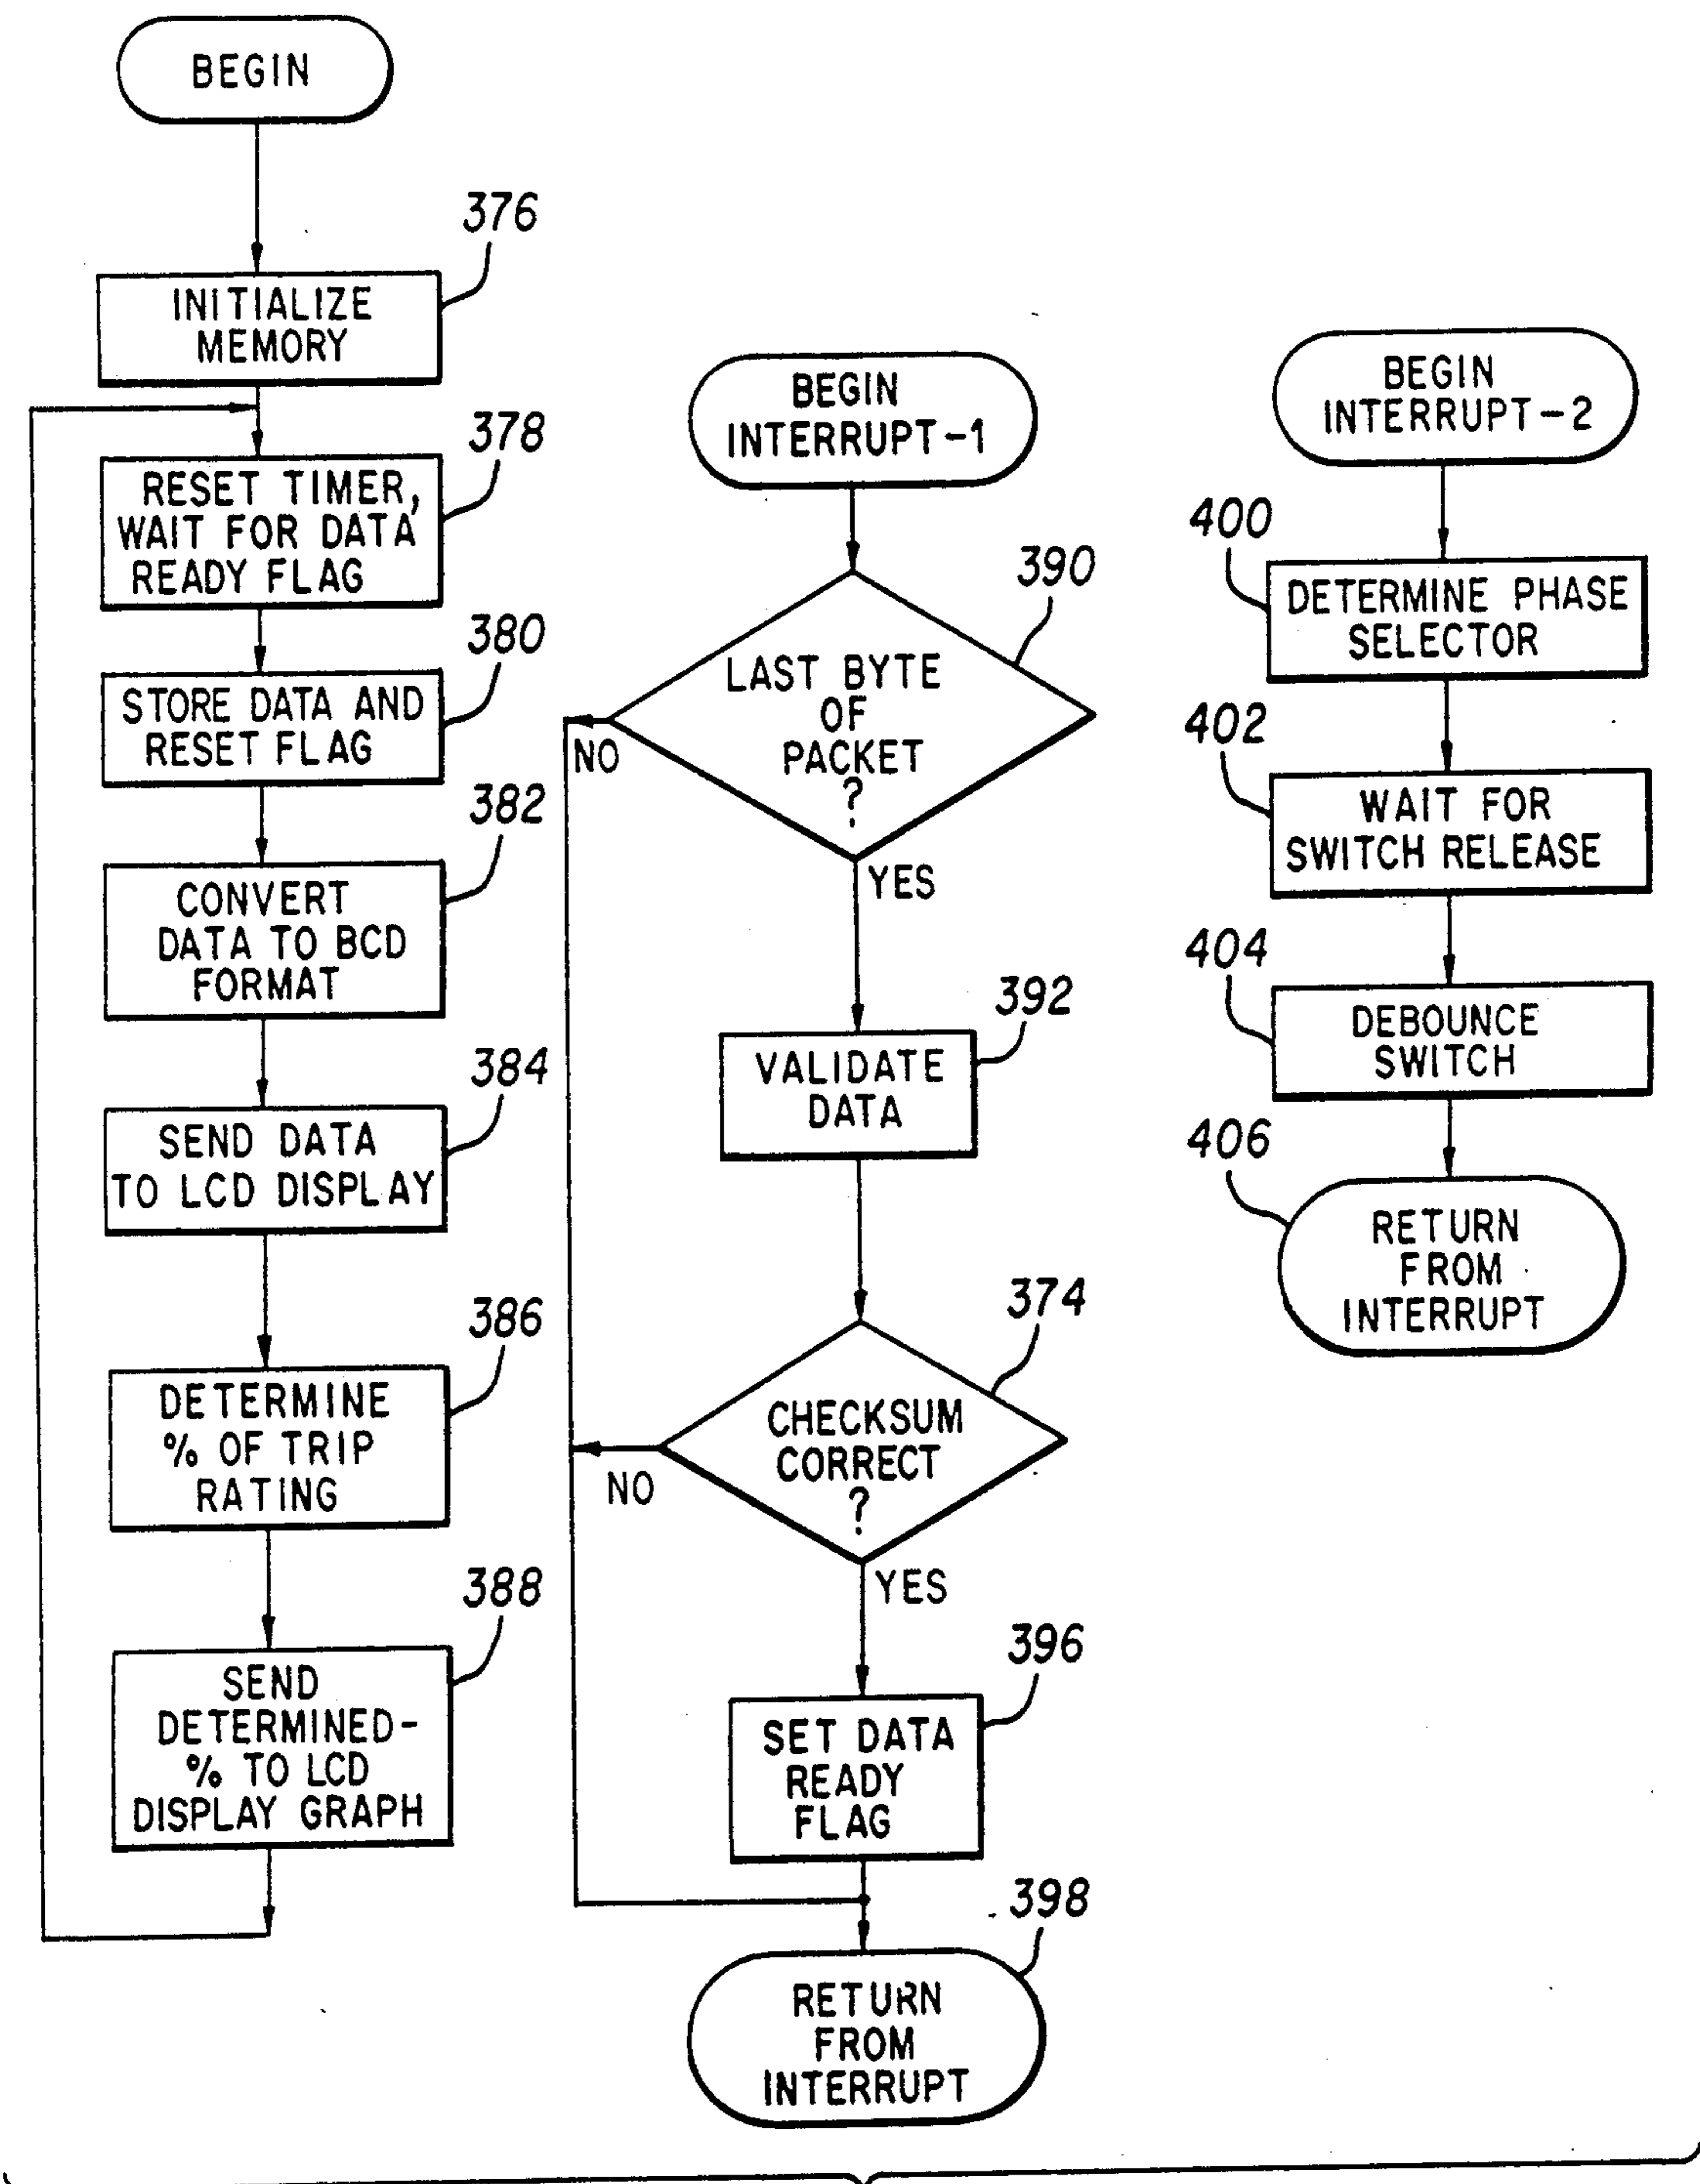 BEGIN
376
INITIALIZE
MEMORY
378
RESET TIMER,
WAIT FOR DATA
READY FLAG
380
STORE DATA AND
RESET FLAG
382
CONVERT
DATA TO BCD
FORMAT
384
SEND DATA
TO LCD DISPLAY
386
DETERMINE
% OF TRIP
RATING
388
SEND
DETERMINED-
% TO LCD
DISPLAY GRAPH
BEGIN
INTERRUPT-1
390
LAST BYTE
OF
PACKET
?
NO
YES
392
VALIDATE
DATA
374
CHECKSUM
CORRECT
?
NO
YES
396
SET DATA
READY
FLAG
398
RETURN
FROM
INTERRUPT
BEGIN
INTERRUPT-2
400
DETERMINE PHASE
SELECTOR
402
WAIT FOR
SWITCH RELEASE
404
DEBOUNCE
SWITCH
406
RETURN
FROM
INTERRUPT